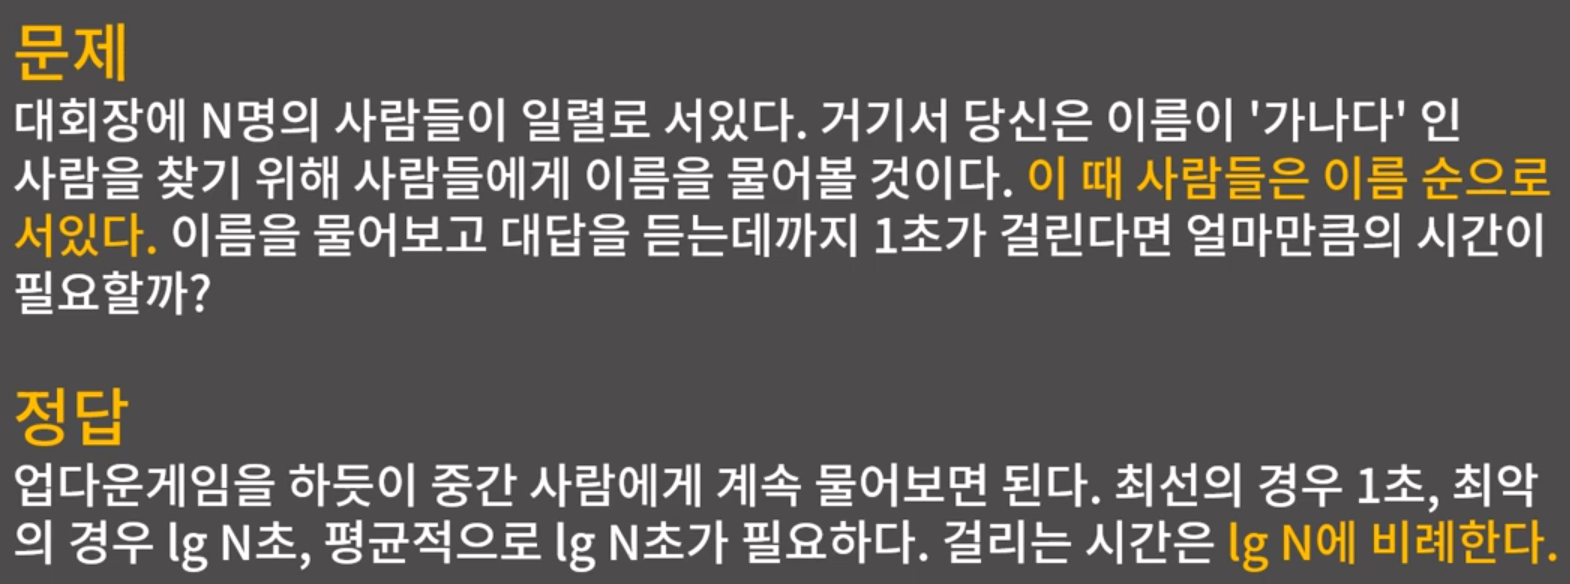 문제
대회장에 N명의 사람들이 일렬로 서있다. 거기서 당신은 이름이 '가나다' 인
사람을 찾기 위해 사람들에게 이름을 물어볼 것이다. 이 때 사람들은 이름 순으로
서있다. 이름을 물어보고 대답을 듣는데까지 1초가 걸린다면 얼마만큼의 시간이
필요할까?
정답
업다운게임을 하듯이 중간 사람에게 계속 물어보면 된다. 최선의 경우 1초, 최악
의 경우 lg N초, 평균적으로 lg N초가 필요하다. 걸리는 시간은 lg N에 비례한다.